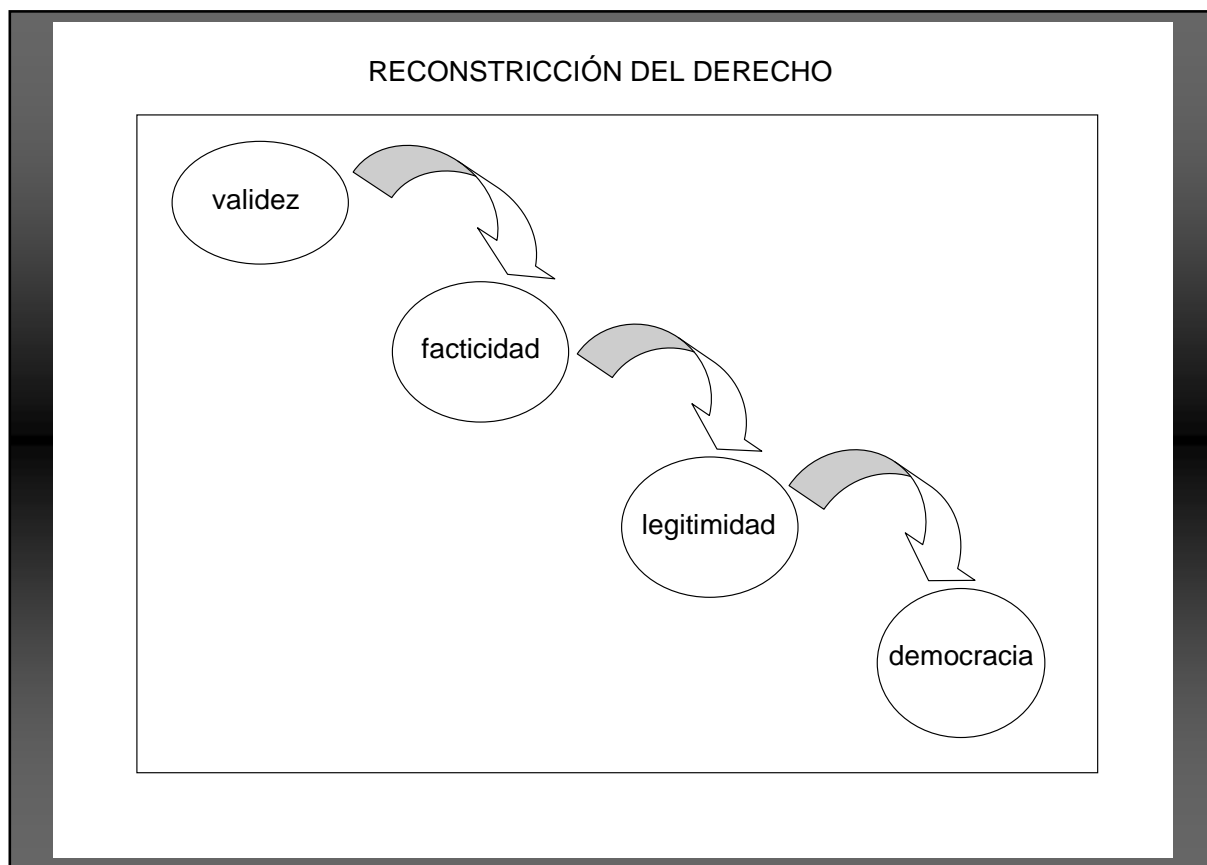 RECONSTRICCIÓN DEL DERECHO
validez
facticidad
legitimidad
democracia